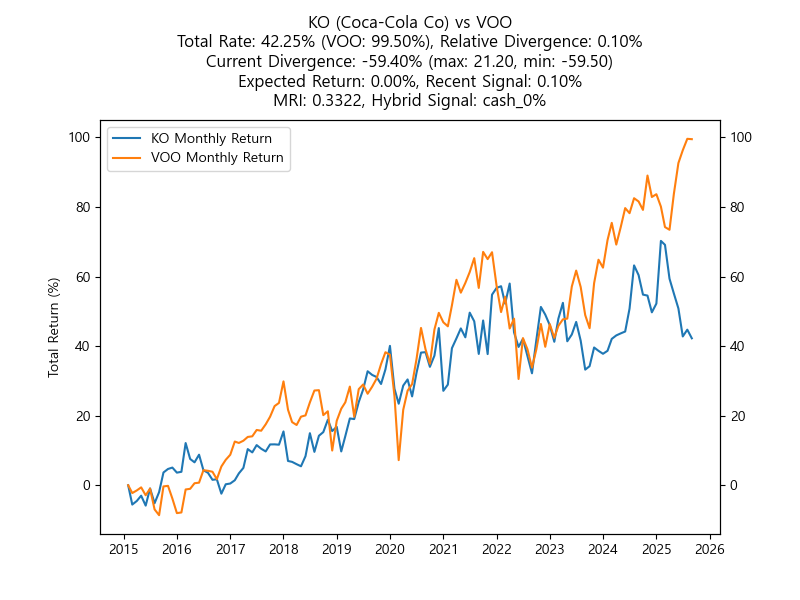 KO (Coca-Cola Co) vs VOO
Total Rate: 42.25% (VOO: 99.50%), Relative Divergence: 0.10%
Current Divergence: -59.40% (max: 21.20, min: -59.50)
Expected Return: 0.00%, Recent Signal: 0.10%
MRI: 0.3322, Hybrid Signal: cash_0%
KO Monthly Return
VOO Monthly Return
Total Return (%)
100
80
60
40
20
0
100
80
60
40
20
0
2015 2016 2017 2018 2019 2020 2021 2022 2023 2024 2025 2026